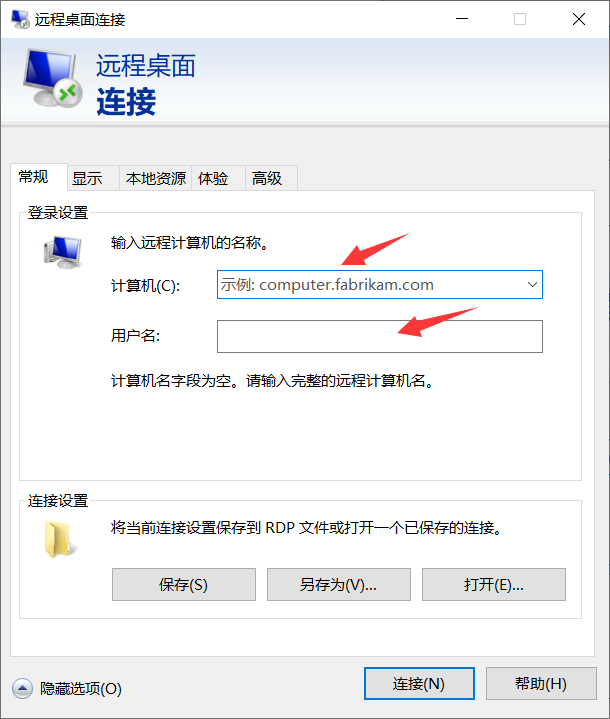 远程桌面连接
远程桌面
连接
常规 显示 本地资源 体验 高级
登录设置
输入远程计算机的名称。
计算机(C): 示例: computer.fabrikam.com
用户名:
计算机名字段为空。请输入完整的远程计算机名。
连接设置
将当前连接设置保存到 RDP 文件或打开一个已保存的连接。
保存(S) 另存为(V)... 打开(E)...
隐藏选项(O) 连接(N) 帮助(H)